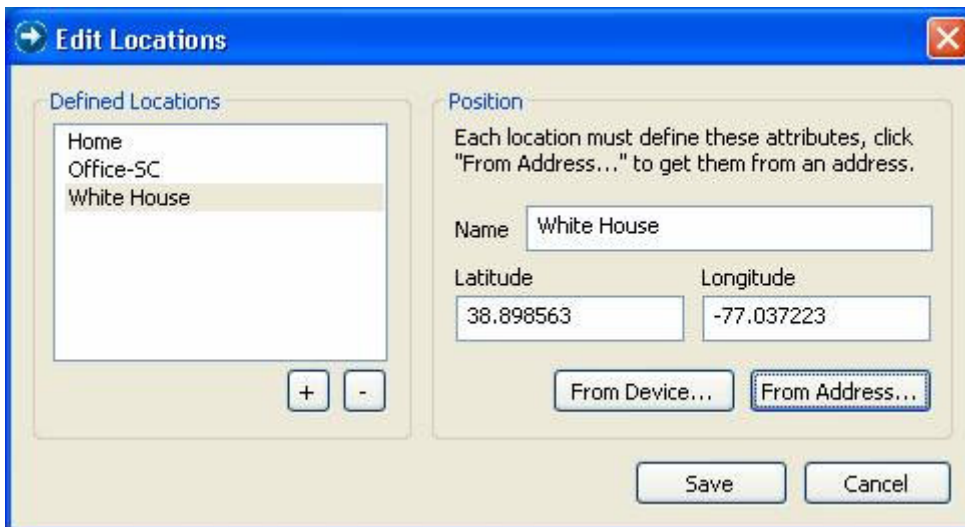 Edit Locations
Defined Locations
Home
Office-SC
White House
+ -
Position
Each location must define these attributes, click
"From Address..." to get them from an address.
Name White House
Latitude Longitude
38.898563 -77.037223
From Device... From Address...
Save Cancel